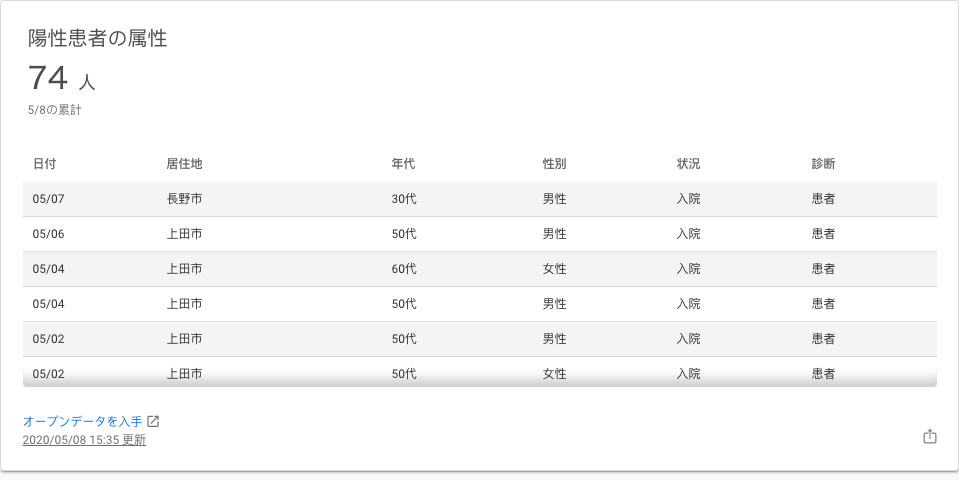 陽性患者の属性
74 人
5/8の累計
日付 居住地 年代 性別 状況 診断
05/07 長野市 30代 男性 入院 患者
05/06 上田市 50代 男性 入院 患者
05/04 上田市 60代 女性 入院 患者
05/04 上田市 50代 男性 入院 患者
05/02 上田市 50代 男性 入院 患者
05/02 上田市 50代 女性 入院 患者
オープンデータを入手
2020/05/08 15:35 更新